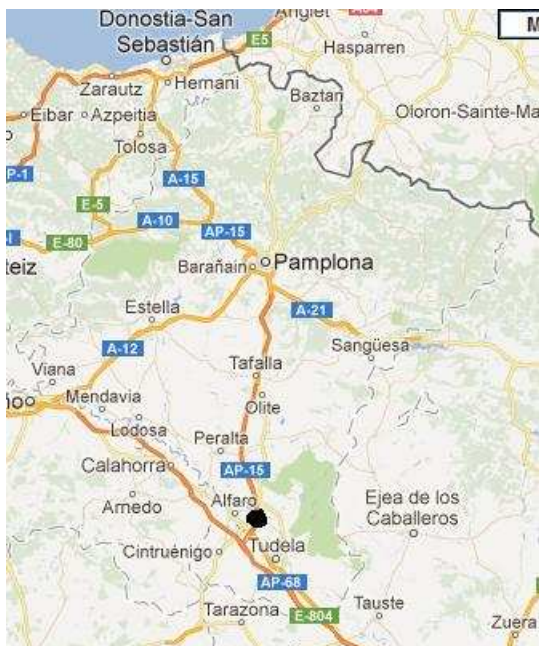 Donostia-San
Sebastián
Anglet
E5
M
Hasparren
Zarautz
Hernani
Baztan
Eibar
Azpeitia
Oloron-Sainte-Ma
Tolosa
A-15
E-5
A-10
AP-15
E-80
teiz
Pamplona
Barañain
Estella
A-21
A-12
Sangüesa
Viana
Tafalla
Mendavia
Olite
Lodosa
Peralta
Calahorra
AP-15
Ejea de los
Caballeros
Arnedo
Alfaro
Cintruénigo
Tudela
AP-68
Tarazona
E-804
Tauste
Zuera